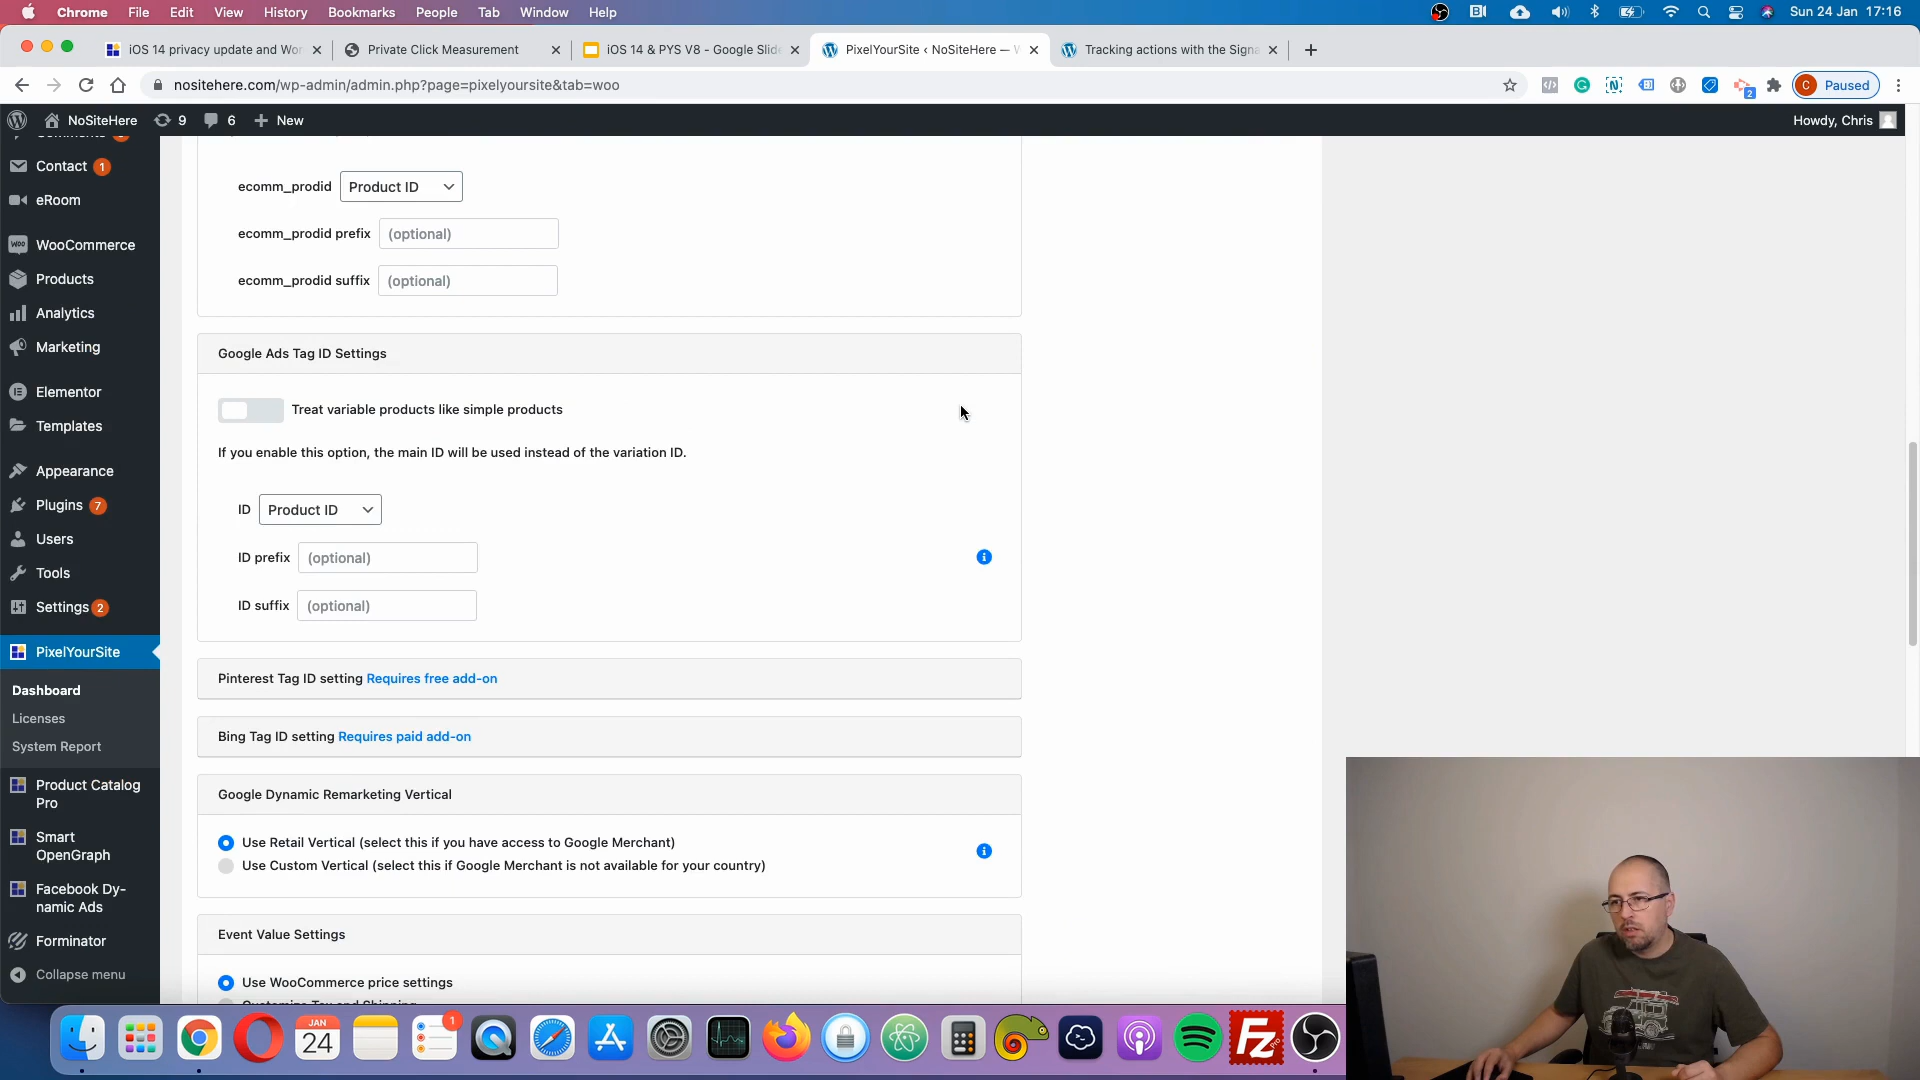 Chrome File Edit View History Bookmarks People Tab Window Help Sun 24 Jan 17:16
iOS 14 privacy update and Wor Private Click Measurement iOS 14 & PYS V8 - Google Slide PixelYourSite ‹ NoSiteHere — W Tracking actions with the Signa
nositehere.com/wp-admin/admin.php?page=pixelyoursite&tab=woo 2 C Paused
NoSiteHere 9 6 New Howdy, Chris
Contact 1
eRoom
WooCommerce
Products
Analytics
Marketing
Elementor
Templates
Appearance
Plugins 7
Users
Tools
Settings 2
PixelYourSite
Dashboard
Licenses
System Report
Product Catalog
Pro
Smart
OpenGraph
Facebook Dy-
namic Ads
Forminator
Collapse menu
ecomm_prodid Product ID
ecomm_prodid prefix (optional)
ecomm_prodid suffix (optional)
Google Ads Tag ID Settings
Treat variable products like simple products
If you enable this option, the main ID will be used instead of the variation ID.
ID Product ID
ID prefix (optional)
ID suffix (optional)
Pinterest Tag ID setting Requires free add-on
Bing Tag ID setting Requires paid add-on
Google Dynamic Remarketing Vertical
Use Retail Vertical (select this if you have access to Google Merchant)
Use Custom Vertical (select this if Google Merchant is not available for your country)
Event Value Settings
Use WooCommerce price settings
Customize Tax and Shipping
JAN
24
1
Fz
Pro